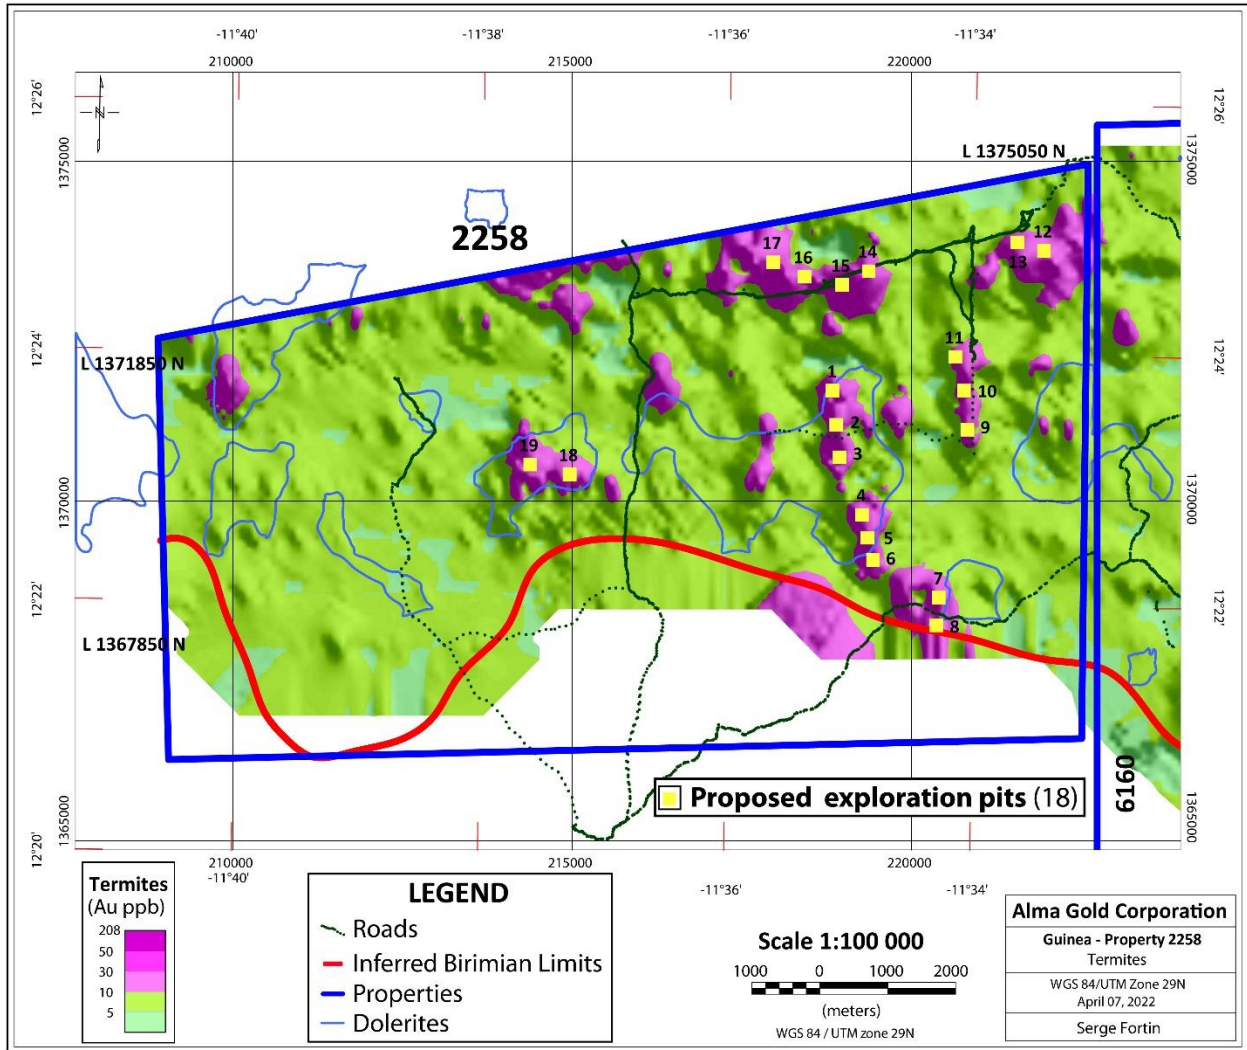 -11°40'
-11°38'
-11°36'
-11°34'
210000
215000
220000
12°26'
12°26'
N
L 1375050 N
1375000
1375000
2258
17
16
15
14
12
13
12°24'
12°24'
L 1371850 N
11
1
10
2
9
3
19
18
1370000
1370000
4
5
6
12°22'
12°22'
7
8
L 1367850 N
6160
Proposed exploration pits (18)
1365000
1365000
12°20'
210000
215000
220000
-11°40'
-11°36'
-11°34'
Termites
(Au ppb)
208
50
30
10
5
LEGEND
Roads
Inferred Birimian Limits
Properties
Dolerites
Scale 1:100 000
1000 0 1000 2000
(meters)
WGS 84 / UTM zone 29N
Alma Gold Corporation
Guinea - Property 2258
Termites
WGS 84/UTM Zone 29N
April 07, 2022
Serge Fortin